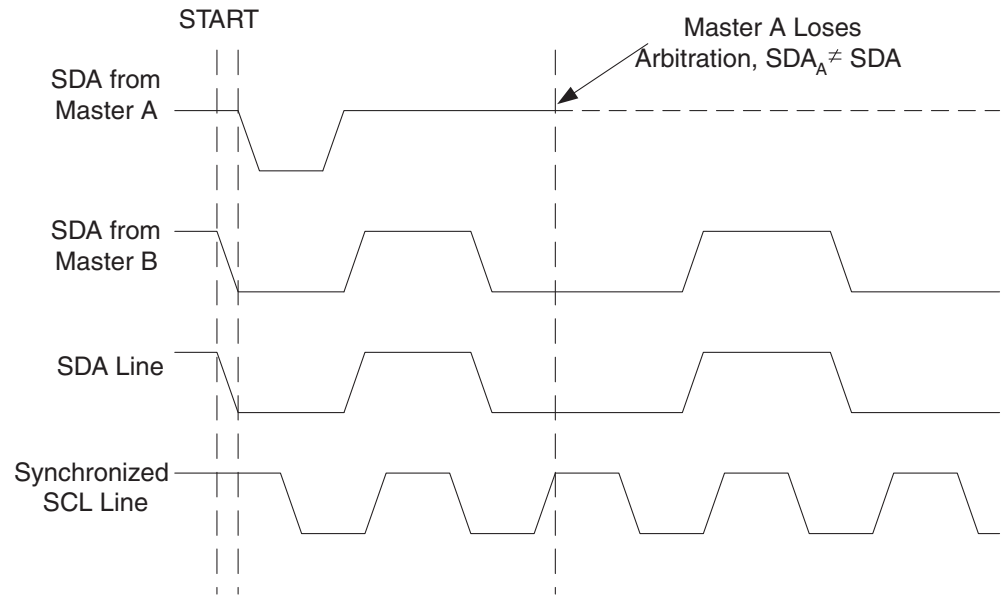 START
Master A Loses
Arbitration, SDA_A ≠ SDA
SDA from
Master A
SDA from
Master B
SDA Line
Synchronized
SCL Line